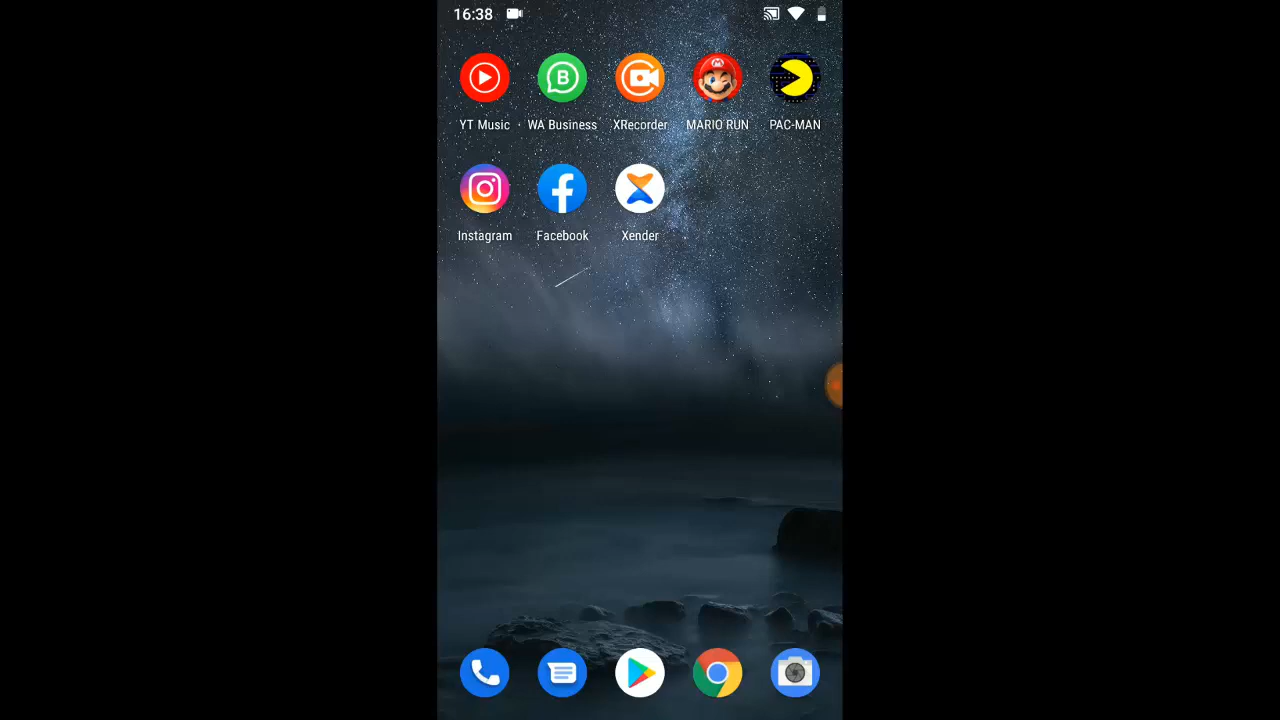 16:38
YT Music
WA Business
XRecorder
MARIO RUN
PAC-MAN
Instagram
Facebook
Xender